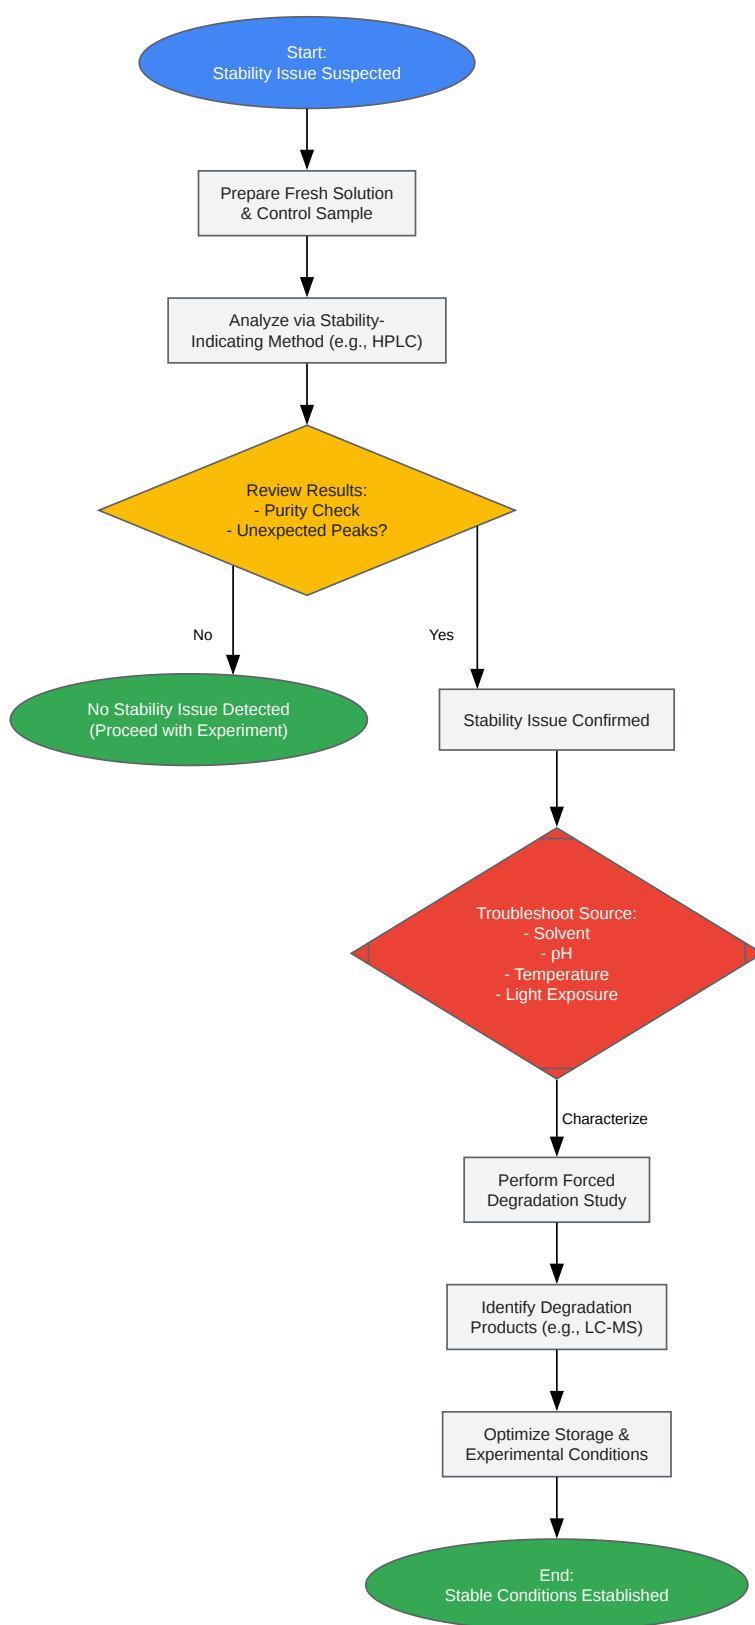 Start:
Stability Issue Suspected
Prepare Fresh Solution
& Control Sample
Analyze via Stability-
Indicating Method (e.g., HPLC)
Review Results:
- Purity Check
- Unexpected Peaks?
No
Yes
No Stability Issue Detected
(Proceed with Experiment)
Stability Issue Confirmed
Troubleshoot Source:
- Solvent
- pH
- Temperature
- Light Exposure
Characterize
Perform Forced
Degradation Study
Identify Degradation
Products (e.g., LC-MS)
Optimize Storage &
Experimental Conditions
End:
Stable Conditions Established